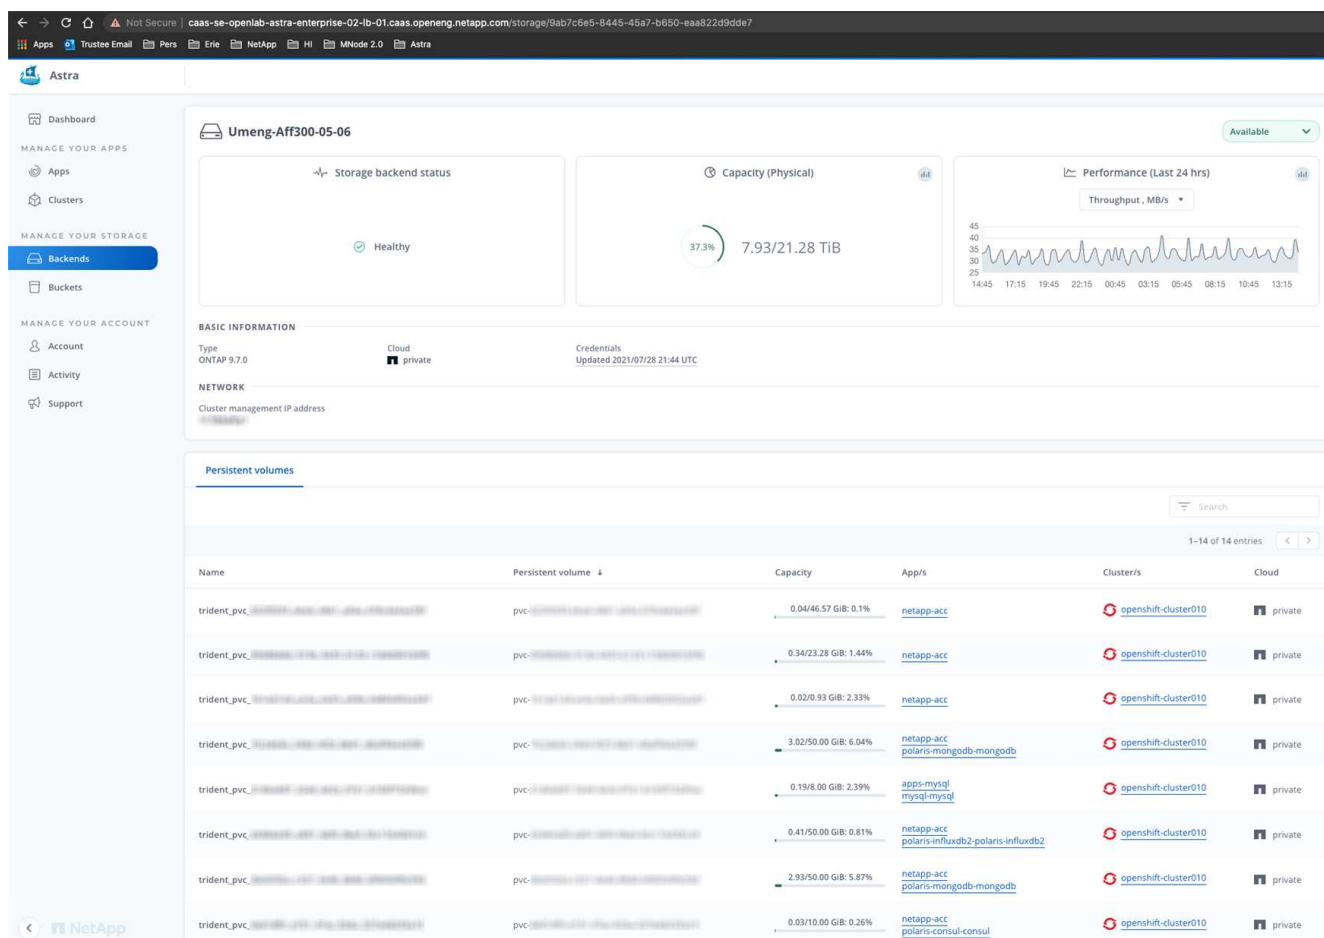 Not Secure | caas-se-openlab-astra-enterprise-02-lb-01.caas.openeng.netapp.com/storage/9ab7c6e5-8445-45a7-b650-eaa822d9dde7
Apps Trustee Email Pers Erie NetApp HI MNode 2.0 Astra
Astra
Dashboard
MANAGE YOUR APPS
Apps
Clusters
MANAGE YOUR STORAGE
Backends
Buckets
MANAGE YOUR ACCOUNT
Account
Activity
Support
NetApp
Umeng-Aff300-05-06
Available
Storage backend status
Healthy
Capacity (Physical)
37.3%
7.93/21.28 TiB
Performance (Last 24 hrs)
Throughput , MB/s
45
40
35
30
25
14:45 17:15 19:45 22:15 00:45 03:15 05:45 08:15 10:45 13:15
BASIC INFORMATION
Type Cloud Credentials
ONTAP 9.7.0 private Updated 2021/07/28 21:44 UTC
NETWORK
Cluster management IP address
Persistent volumes
Search
1–14 of 14 entries
Name Persistent volume Capacity App/s Cluster/s Cloud
trident_pvc_ pvc- 0.04/46.57 GiB: 0.1% netapp-acc openshift-cluster010 private
trident_pvc_ pvc- 0.34/23.28 GiB: 1.44% netapp-acc openshift-cluster010 private
trident_pvc_ pvc- 0.02/0.93 GiB: 2.33% netapp-acc openshift-cluster010 private
trident_pvc_ pvc- 3.02/50.00 GiB: 6.04% netapp-acc openshift-cluster010 private
polaris-mongodb-mongodb
trident_pvc_ pvc- 0.19/8.00 GiB: 2.39% apps-mysql openshift-cluster010 private
mysql-mysql
trident_pvc_ pvc- 0.41/50.00 GiB: 0.81% netapp-acc openshift-cluster010 private
polaris-influxdb2-polaris-influxdb2
trident_pvc_ pvc- 2.93/50.00 GiB: 5.87% netapp-acc openshift-cluster010 private
polaris-mongodb-mongodb
trident_pvc_ pvc- 0.03/10.00 GiB: 0.26% netapp-acc openshift-cluster010 private
polaris-consul-consul